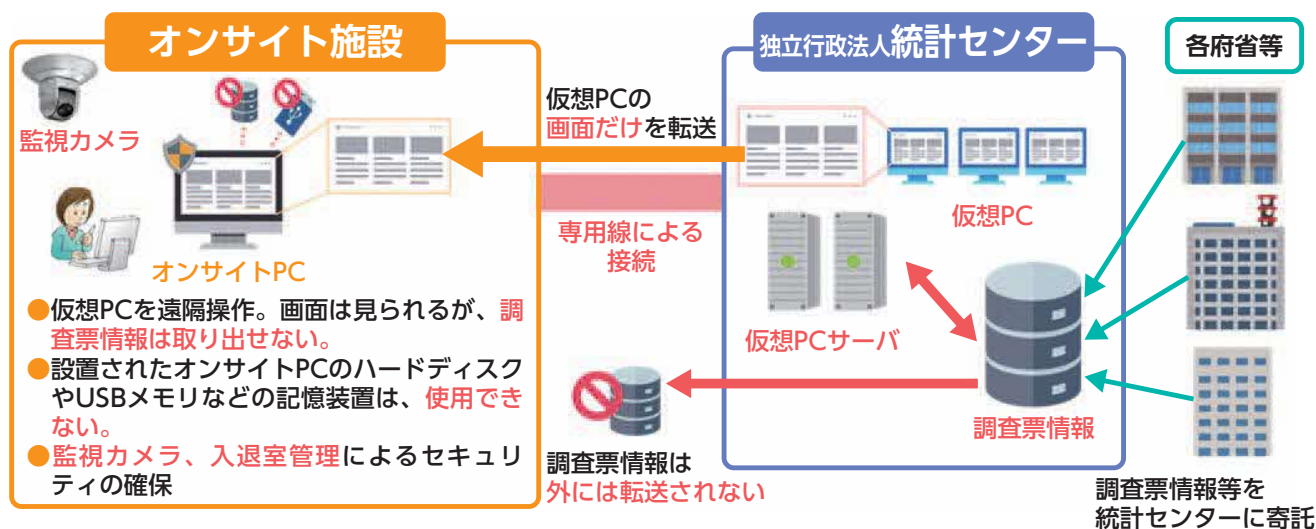 オンサイト施設
監視カメラ
オンサイトPC
●仮想PCを遠隔操作。画面は見られるが、調
査票情報は取り出せない。
●設置されたオンサイトPCのハードディスク
やUSBメモリなどの記憶装置は、使用でき
ない。
●監視カメラ、入退室管理によるセキュリ
ティの確保
仮想PCの
画面だけを転送
専用線による
接続
調査票情報は
外には転送されない
独立行政法人統計センター
仮想PC
仮想PCサーバ
調査票情報
各府省等
調査票情報等を
統計センターに寄託